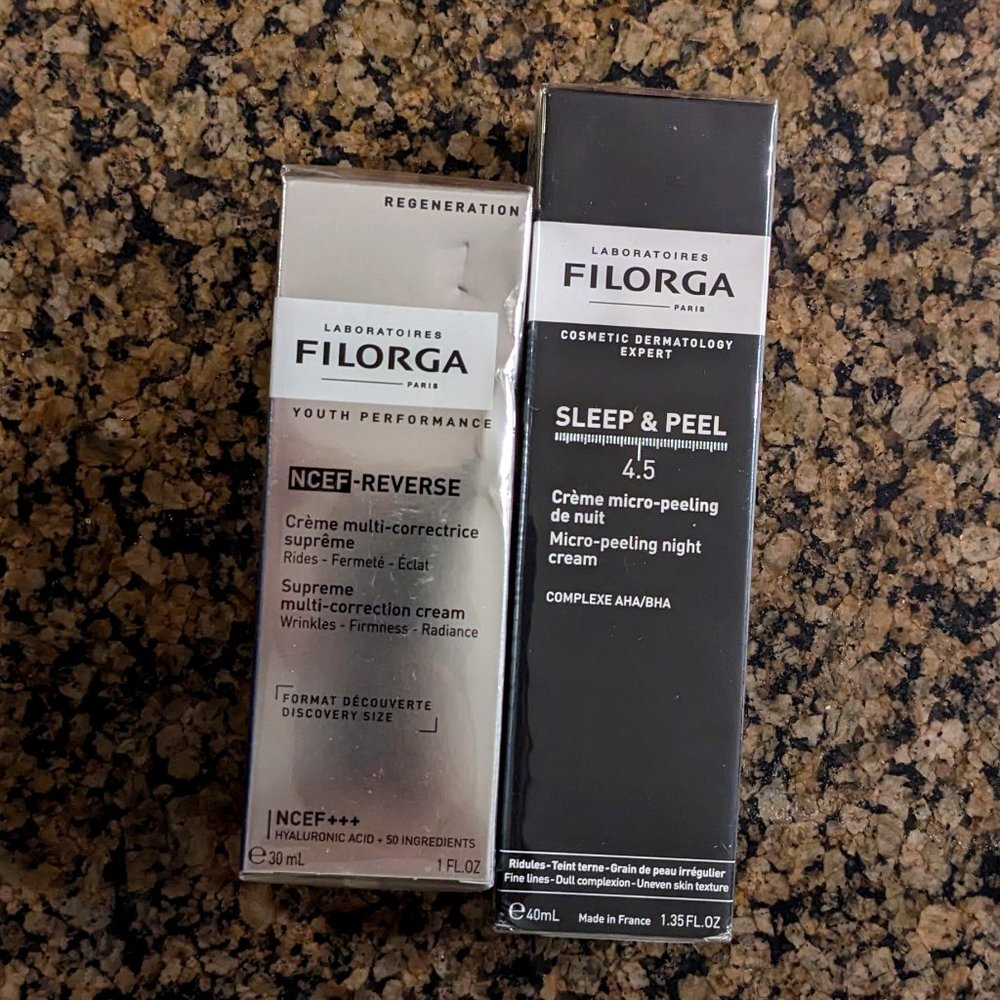 REGENERATION
LABORATOIRES
FILORGA
PARIS
YOUTH PERFORMANCE
NCEF-REVERSE
Crème multi-correctrice
suprême
Rides - Fermeté - Éclat
Supreme
multi-correction cream
Wrinkles - Firmness - Radiance
FORMAT DÉCOUVERTE
DISCOVERY SIZE
NCEF+++
HYALURONIC ACID + 50 INGREDIENTS
℮ 30 mL 1 FL.OZ
LABORATOIRES
FILORGA
PARIS
COSMETIC DERMATOLOGY
EXPERT
SLEEP & PEEL
4.5
Crème micro-peeling
de nuit
Micro-peeling night
cream
COMPLEXE AHA/BHA
Ridules - Teint terne - Grain de peau irrégulier
Fine lines - Dull complexion - Uneven skin texture
℮ 40mL Made in France 1.35 FL.OZ